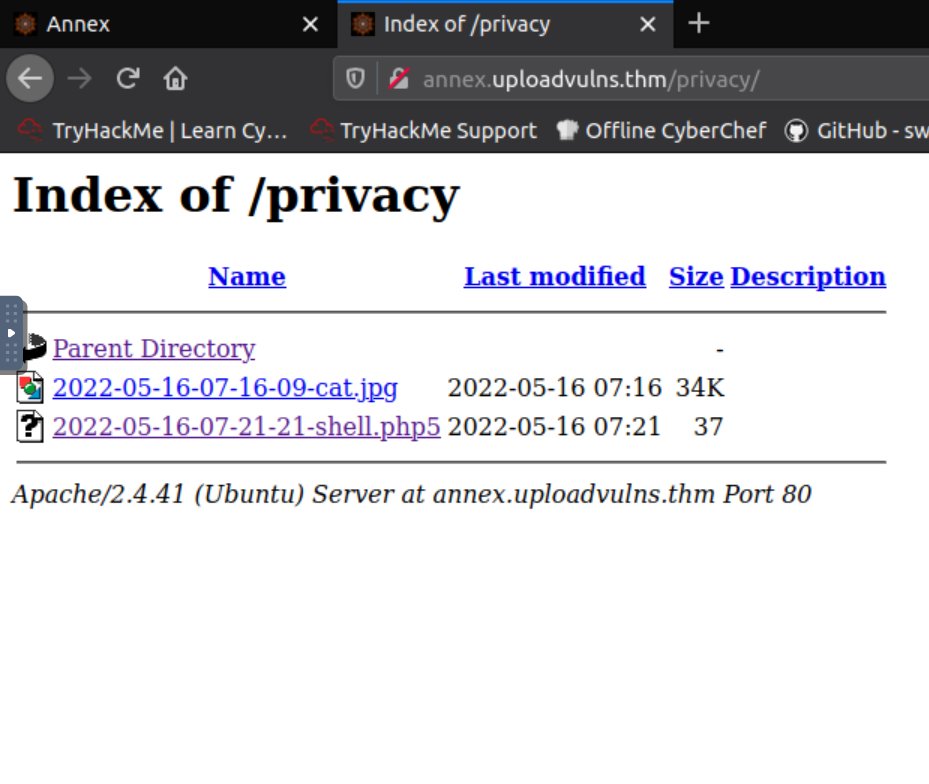 Annex
Index of /privacy
annex.uploadvulns.thm/privacy/
TryHackMe | Learn Cy... TryHackMe Support Offline CyberChef GitHub - sw
Index of /privacy
Name Last modified Size Description
Parent Directory -
2022-05-16-07-16-09-cat.jpg 2022-05-16 07:16 34K
2022-05-16-07-21-21-shell.php5 2022-05-16 07:21 37
Apache/2.4.41 (Ubuntu) Server at annex.uploadvulns.thm Port 80